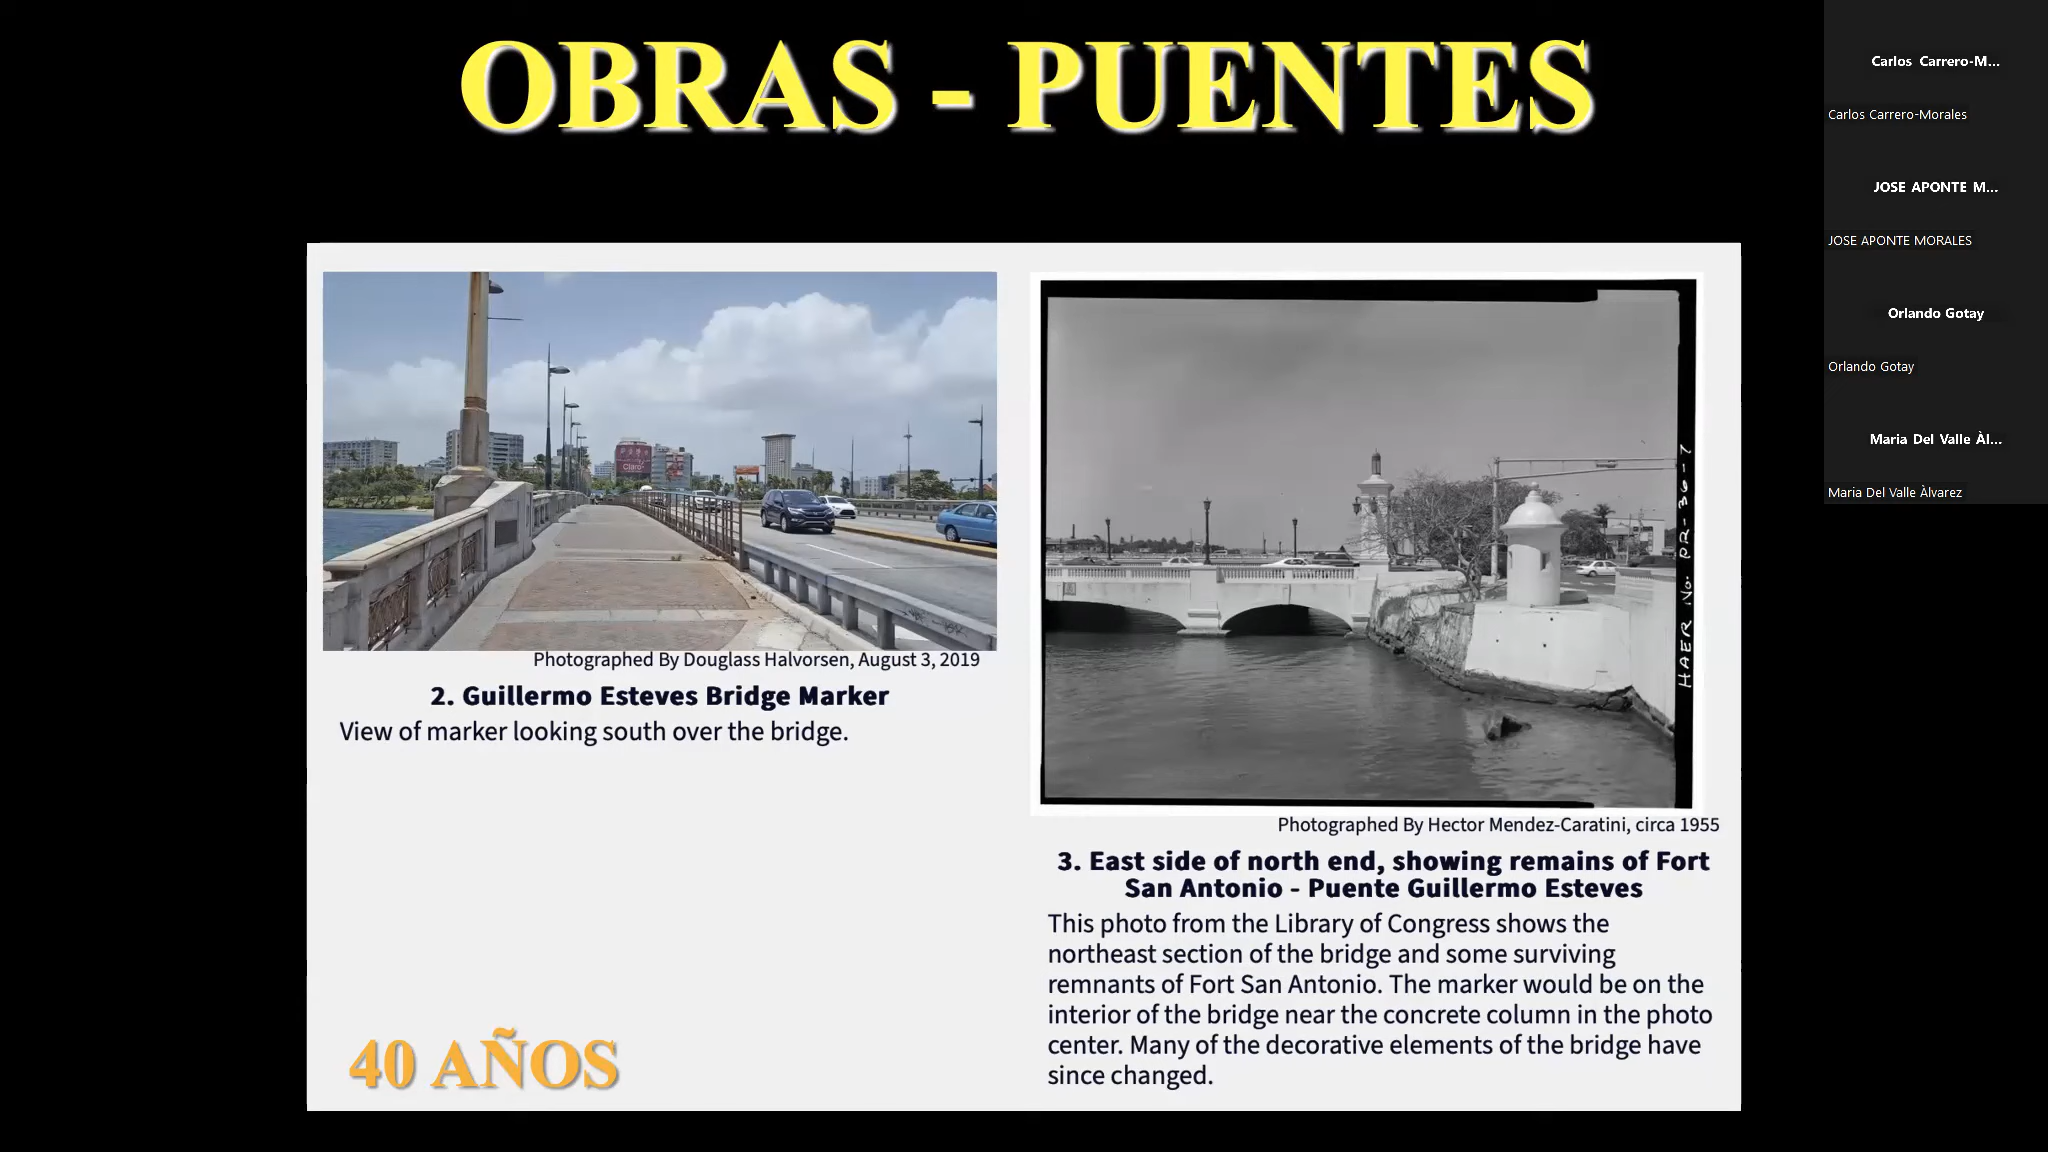 OBRAS - PUENTES
Claro
Photographed By Douglass Halvorsen, August 3, 2019
2. Guillermo Esteves Bridge Marker
View of marker looking south over the bridge.
40 AÑOS
HAER No. PR-36-7
Photographed By Hector Mendez-Caratini, circa 1955
3. East side of north end, showing remains of Fort
San Antonio - Puente Guillermo Esteves
This photo from the Library of Congress shows the
northeast section of the bridge and some surviving
remnants of Fort San Antonio. The marker would be on the
interior of the bridge near the concrete column in the photo
center. Many of the decorative elements of the bridge have
since changed.
Carlos Carrero-M...
Carlos Carrero-Morales
JOSE APONTE M...
JOSE APONTE MORALES
Orlando Gotay
Orlando Gotay
Maria Del Valle Àl...
Maria Del Valle Àlvarez